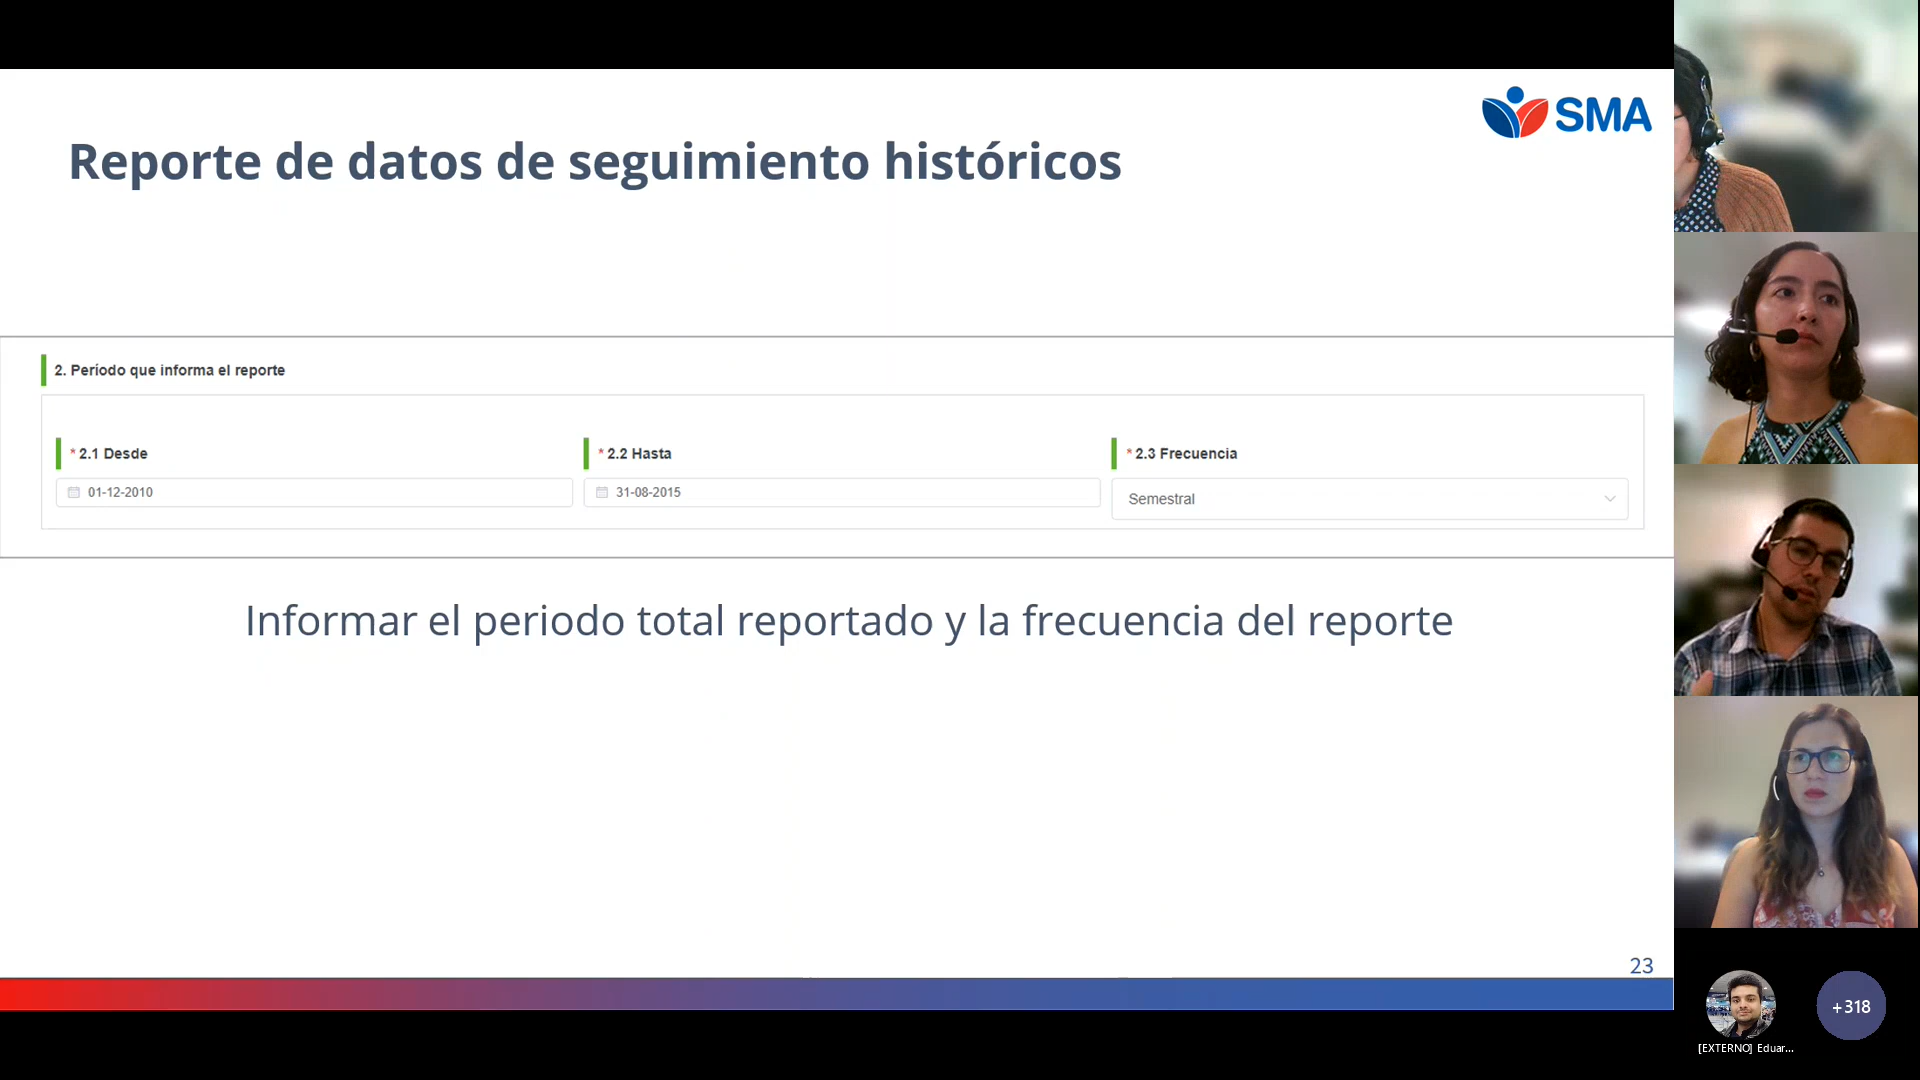 SMA
Reporte de datos de seguimiento históricos
2. Período que informa el reporte
* 2.1 Desde
* 2.2 Hasta
* 2.3 Frecuencia
01-12-2010
31-08-2015
Semestral
Informar el periodo total reportado y la frecuencia del reporte
23
+318
[EXTERNO] Eduar...